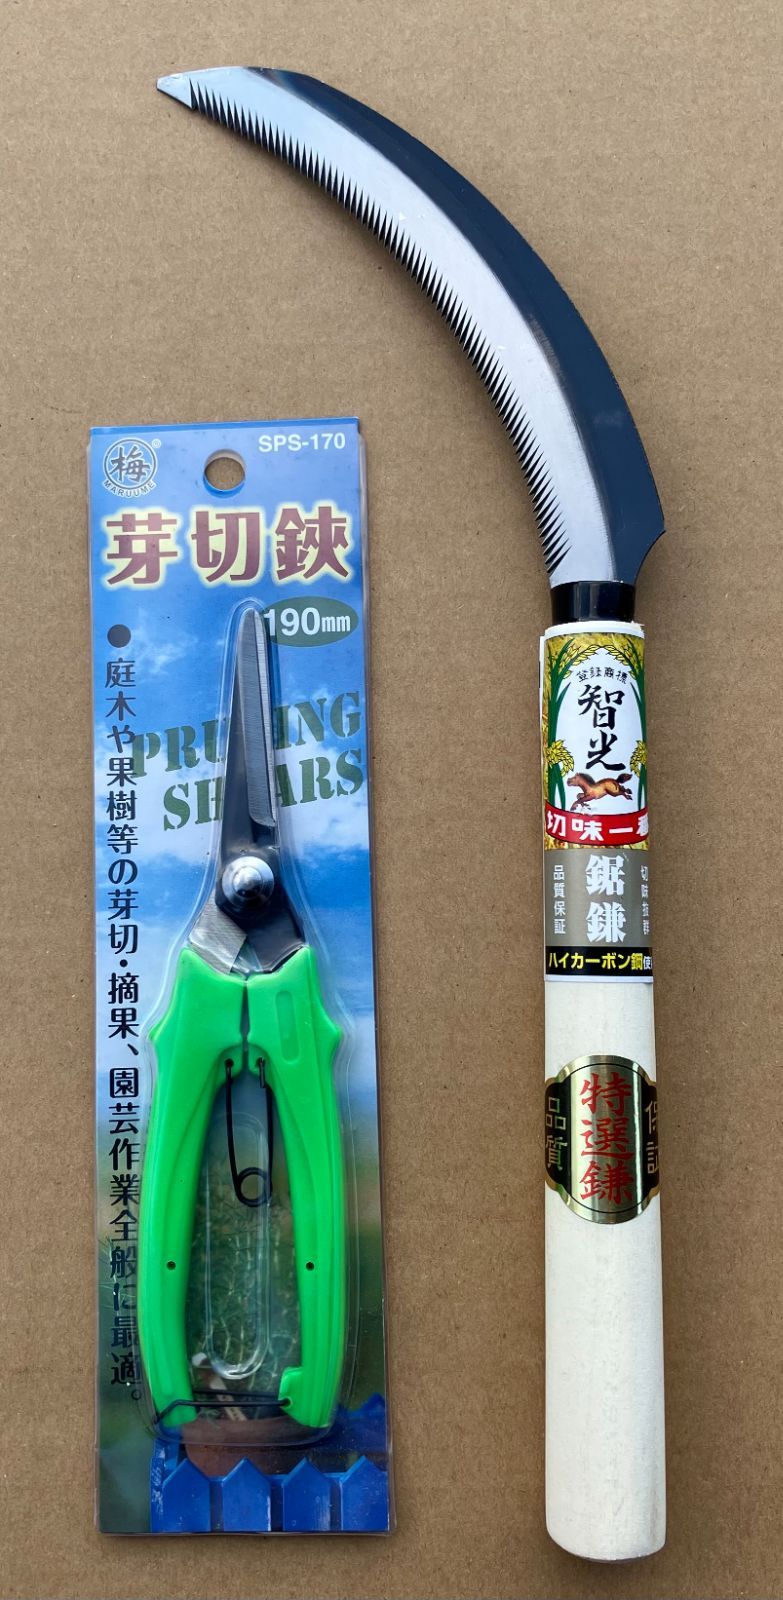 SPS-170
梅
MARUUME
®
芽切鋏
190mm
PRUNING
SHEARS
●庭木や果樹等の芽切・摘果、園芸作業全般に最適。
登録商標
智光
切味一番
品質保証
鋸鎌
切味抜群
ハイカーボン鋼使
品質
特選鎌
保証